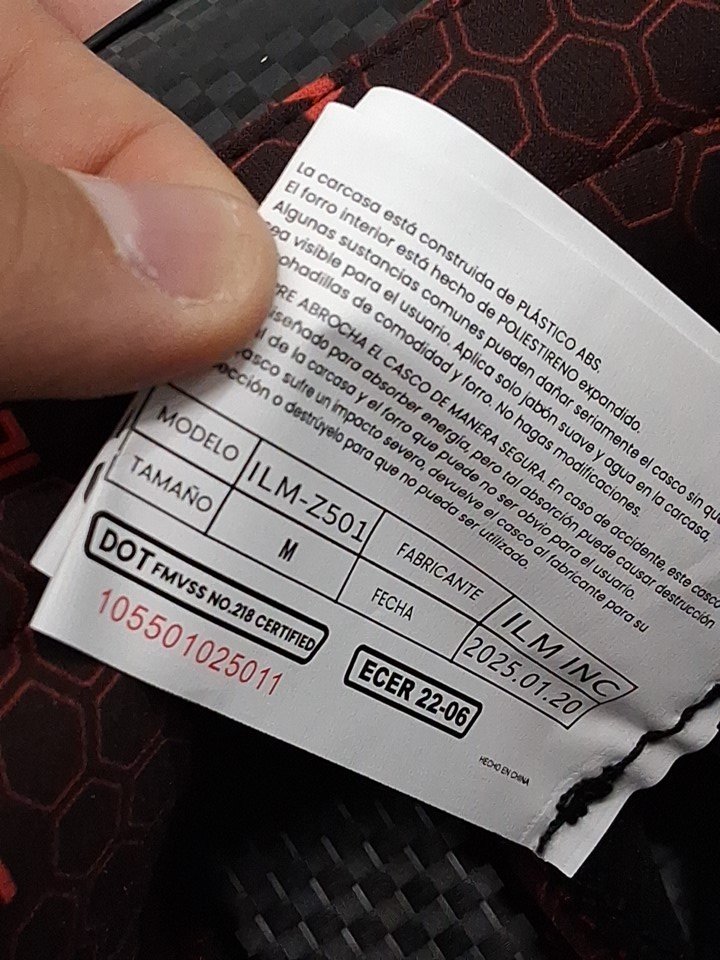 La carcasa está construida de PLÁSTICO ABS,
El forro interior está hecho de POLIESTIRENO expandido.
Algunas sustancias comunes pueden dañar seriamente el casco sin
visible para el usuario. Aplica solo jabón suave y agua en la carcasa,
de comodidad y forro. No hagas modificaciones.
ABROCHA EL CASCO DE MANERA SEGURA. En caso de accidente, este casco
para absorber energía, pero tal absorción puede causar destrucción
de la carcasa y el forro que puede no ser obvio para el usuario.
sufre un impacto severo, devuelve el casco al fabricante para su
o destrúyelo para que no pueda ser utilizado.
MODELO ILM-Z501 FABRICANTE ILM INC
TAMAÑO M FECHA 2025.01.20
DOT FMVSS NO.218 CERTIFIED ECER 22-06
105501025011
HECHO EN CHINA